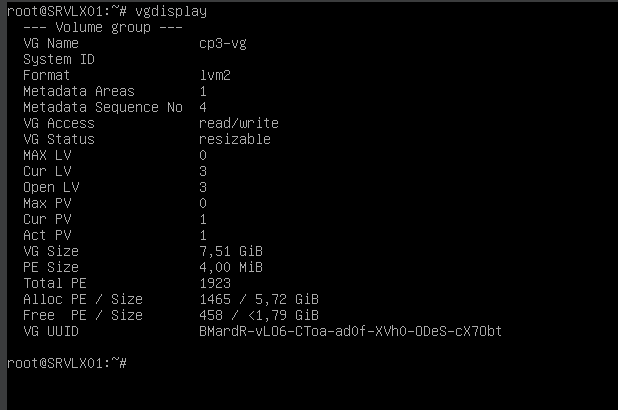 root@SRVLX01:~# vgdisplay
--- Volume group ---
VG Name cp3-vg
System ID
Format lvm2
Metadata Areas 1
Metadata Sequence No 4
VG Access read/write
VG Status resizable
MAX LV 0
Cur LV 3
Open LV 3
Max PV 0
Cur PV 1
Act PV 1
VG Size 7,51 GiB
PE Size 4,00 MiB
Total PE 1923
Alloc PE / Size 1465 / 5,72 GiB
Free PE / Size 458 / <1,79 GiB
VG UUID BMardR-vLO6-CToa-ad0f-XVh0-ODeS-cX7Obt
root@SRVLX01:~#